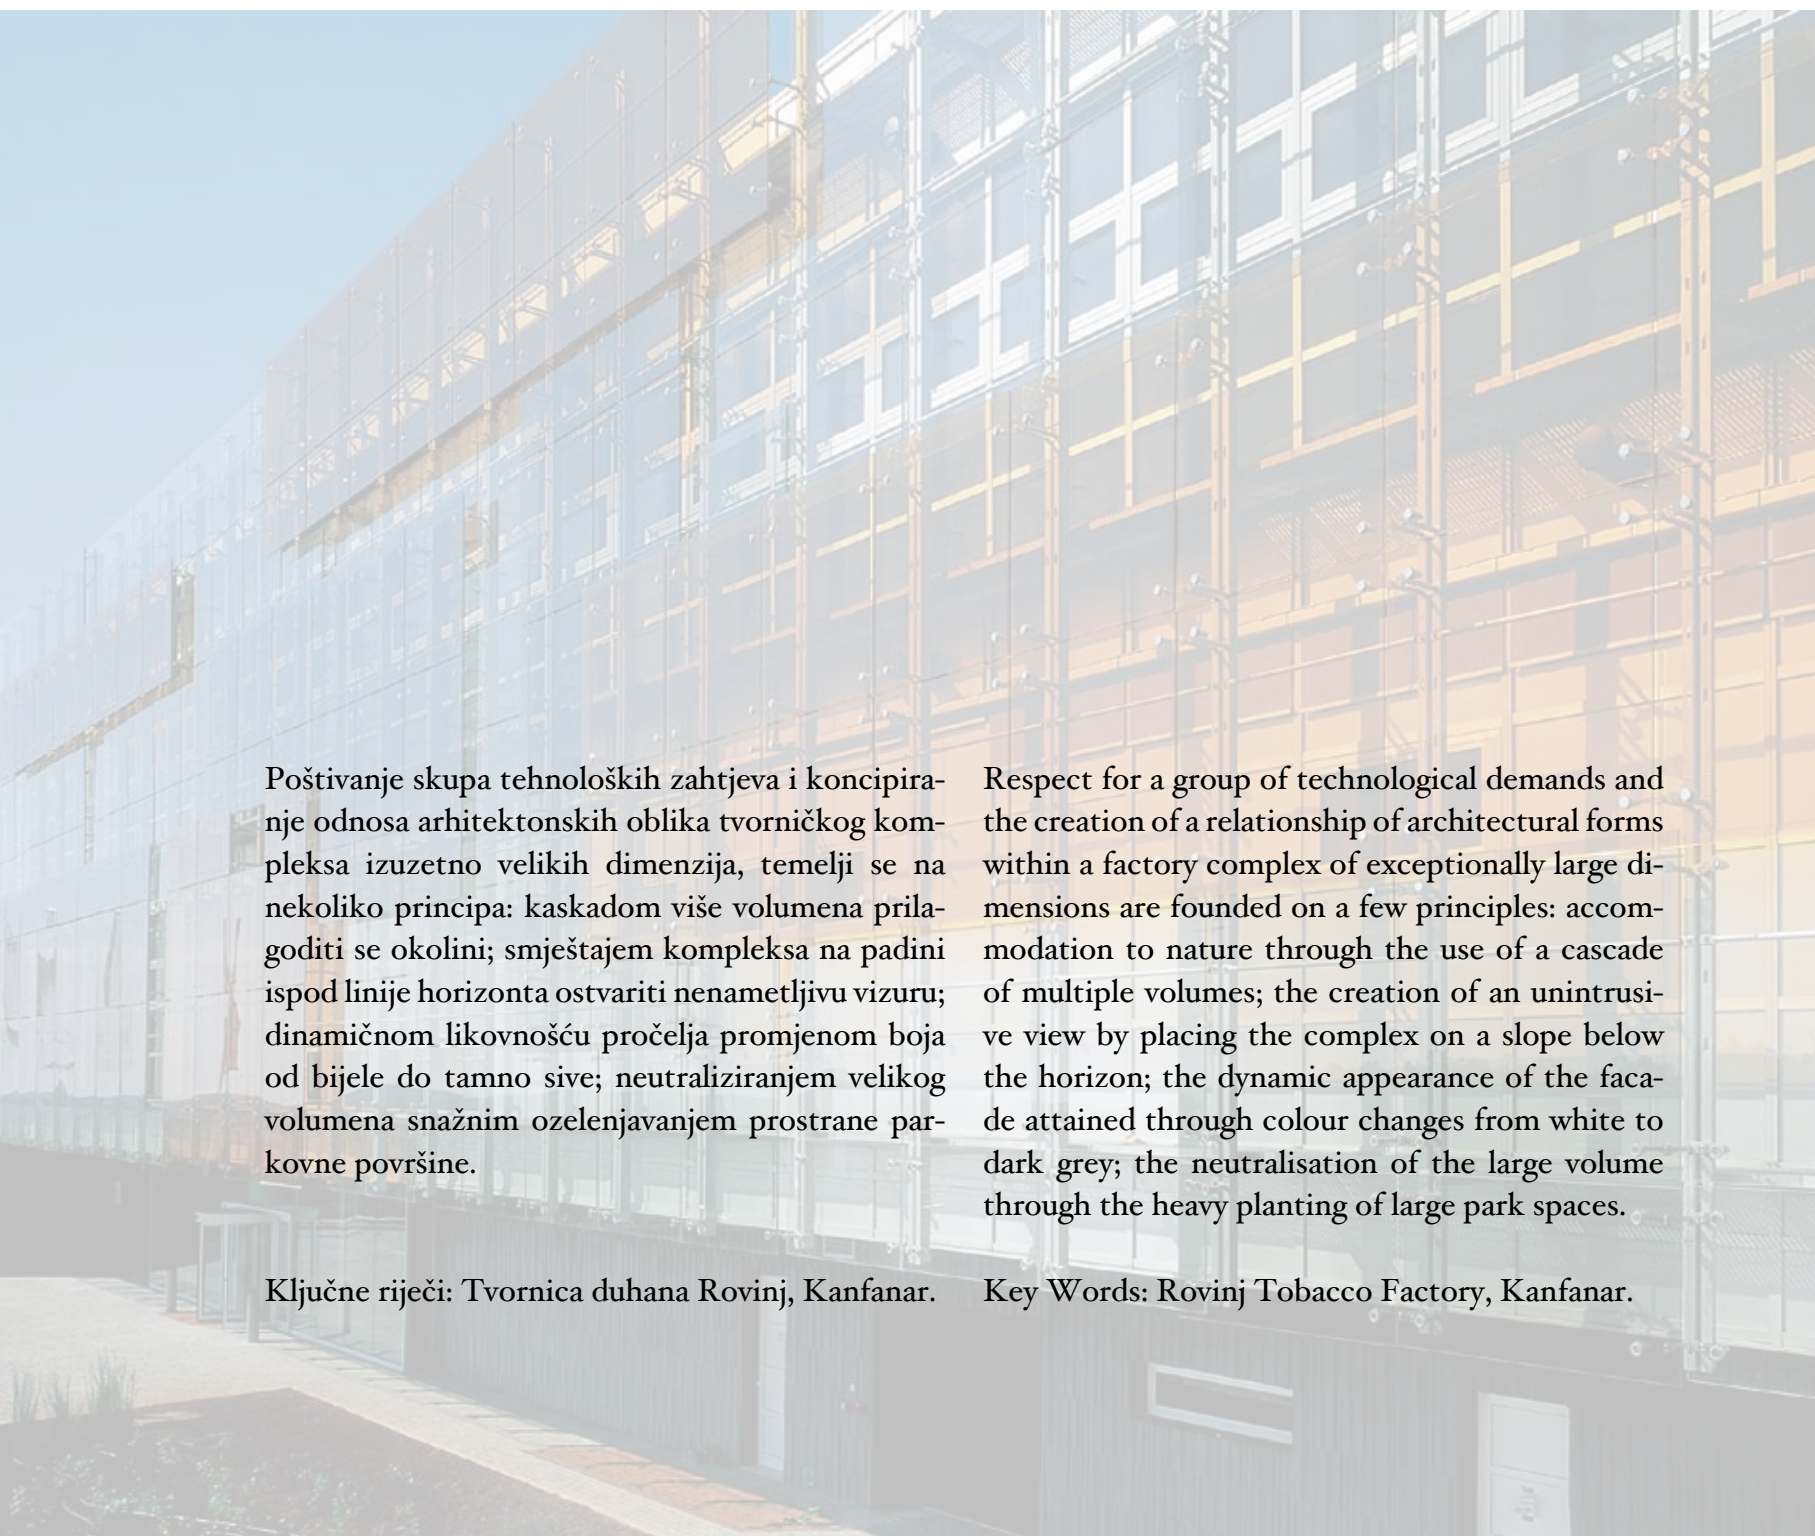 Poštivanje skupa tehnoloških zahtjeva i koncipira-
nje odnosa arhitektonskih oblika tvorničkog kom-
pleksa izuzetno velikih dimenzija, temelji se na
nekoliko principa: kaskadom više volumena prila-
goditi se okolini; smještajem kompleksa na padini
ispod linije horizonta ostvariti nenametljivu vizuru;
dinamičnom likovnošću pročelja promjenom boja
od bijele do tamno sive; neutraliziranjem velikog
volumena snažnim ozelenjavanjem prostrane par-
kovne površine.
Ključne riječi: Tvornica duhana Rovinj, Kanfanar.
Respect for a group of technological demands and
the creation of a relationship of architectural forms
within a factory complex of exceptionally large di-
mensions are founded on a few principles: accom-
modation to nature through the use of a cascade
of multiple volumes; the creation of an unintrusi-
ve view by placing the complex on a slope below
the horizon; the dynamic appearance of the faca-
de attained through colour changes from white to
dark grey; the neutralisation of the large volume
through the heavy planting of large park spaces.
Key Words: Rovinj Tobacco Factory, Kanfanar.